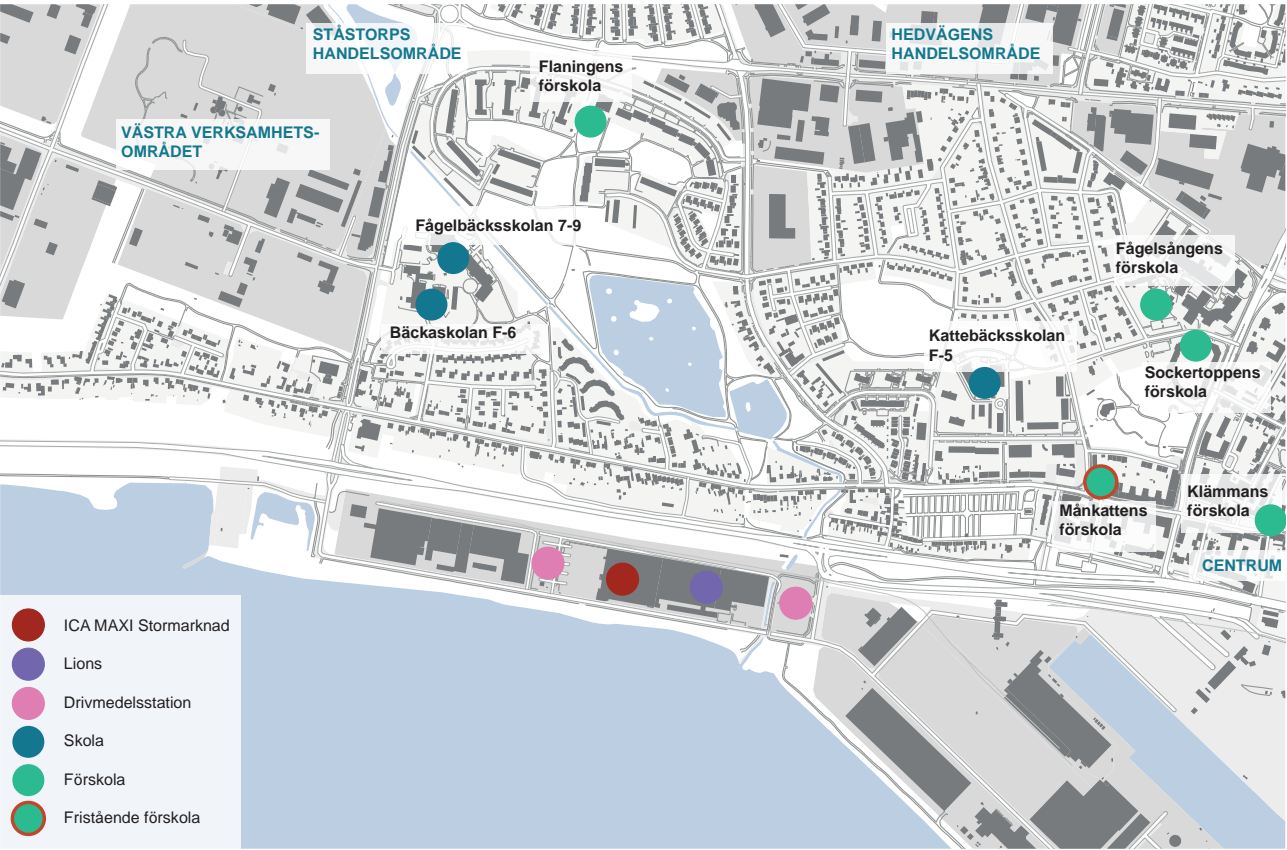 STÅSTORPS
HANDELSOMRÅDE
HEDVÄGENS
HANDELSOMRÅDE
Flaningens
förskola
VÄSTRA VERKSAMHETS-
OMRÅDET
Fågelbäcksskolan 7-9
Fågelsångens
förskola
Bäckaskolan F-6
Kattebäcksskolan
F-5
Sockertoppens
förskola
Klämmans
förskola
Månkattens
förskola
CENTRUM
ICA MAXI Stormarknad
Lions
Drivmedelsstation
Skola
Förskola
Fristående förskola